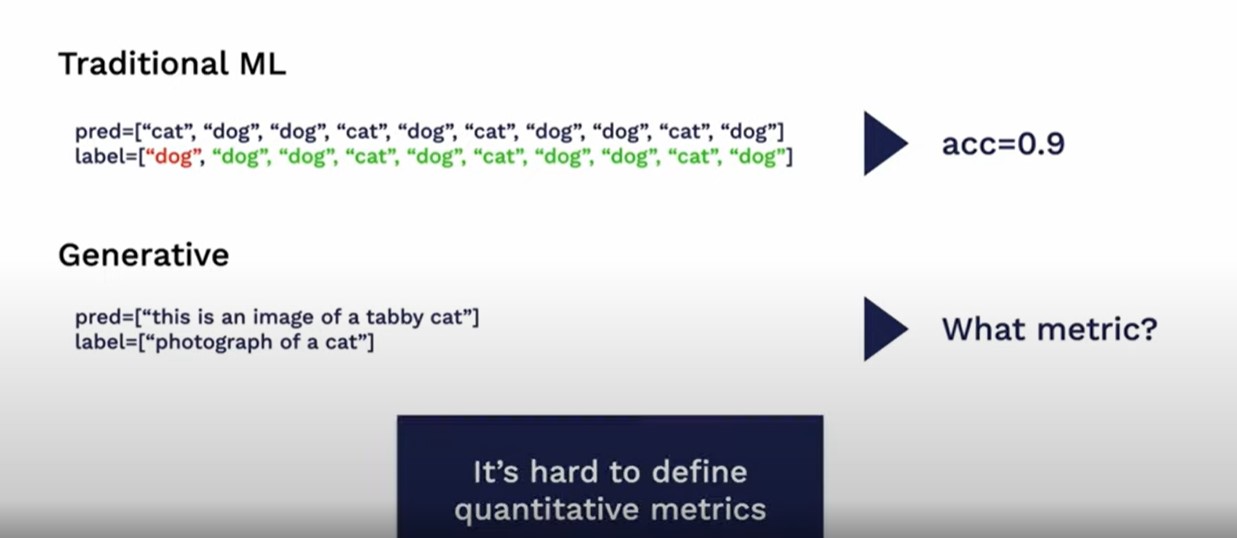 Traditional ML
pred=[“cat”, “dog”, “dog”, “cat”, “dog”, “cat”, “dog”, “dog”, “cat”, “dog”]
label=[“dog”, “dog”, “dog”, “cat”, “dog”, “cat”, “dog”, “dog”, “cat”, “dog”]
acc=0.9
Generative
pred=[“this is an image of a tabby cat”]
label=[“photograph of a cat”]
What metric?
It’s hard to define
quantitative metrics